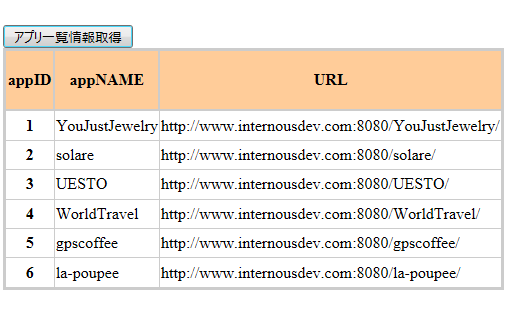 アプリ一覧情報取得
appID appNAME URL
1 YouJustJewelry http://www.internousdev.com:8080/YouJustJewelry/
2 solare http://www.internousdev.com:8080/solare/
3 UESTO http://www.internousdev.com:8080/UESTO/
4 WorldTravel http://www.internousdev.com:8080/WorldTravel/
5 gpscoffee http://www.internousdev.com:8080/gpscoffee/
6 la-poupee http://www.internousdev.com:8080/la-poupee/